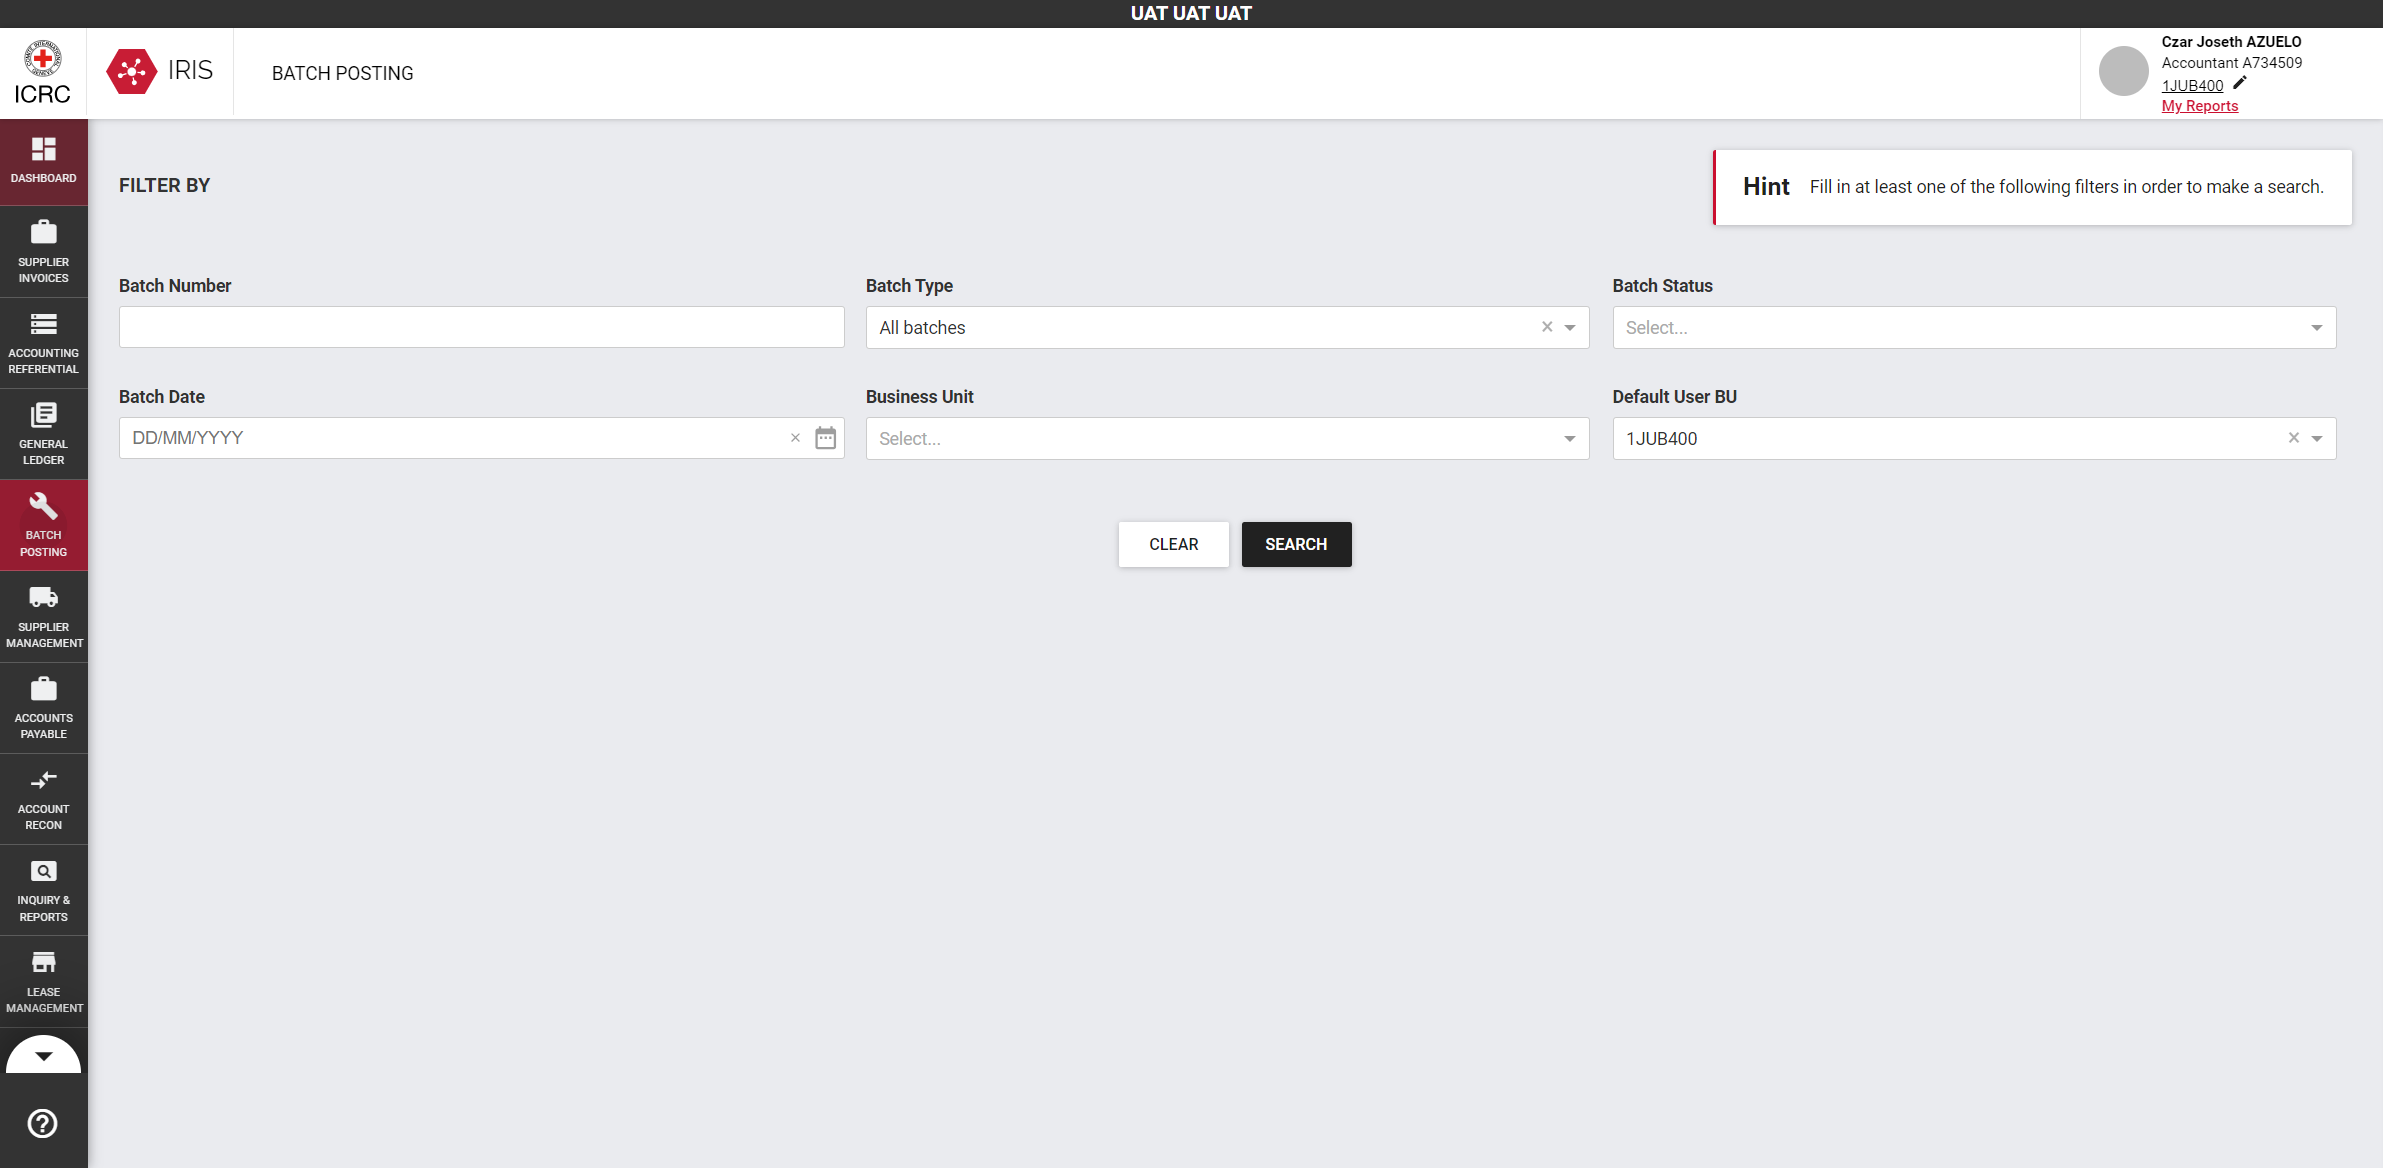 UAT UAT UAT
ICRC
IRIS
BATCH POSTING
Czar Joseth AZUELO
Accountant A734509
1JUB400
My Reports
DASHBOARD
SUPPLIER
INVOICES
ACCOUNTING
REFERENTIAL
GENERAL
LEDGER
BATCH
POSTING
SUPPLIER
MANAGEMENT
ACCOUNTS
PAYABLE
ACCOUNT
RECON
INQUIRY &
REPORTS
LEASE
MANAGEMENT
FILTER BY
Hint Fill in at least one of the following filters in order to make a search.
Batch Number
Batch Type
All batches
Batch Status
Select...
Batch Date
DD/MM/YYYY
Business Unit
Select...
Default User BU
1JUB400
CLEAR
SEARCH